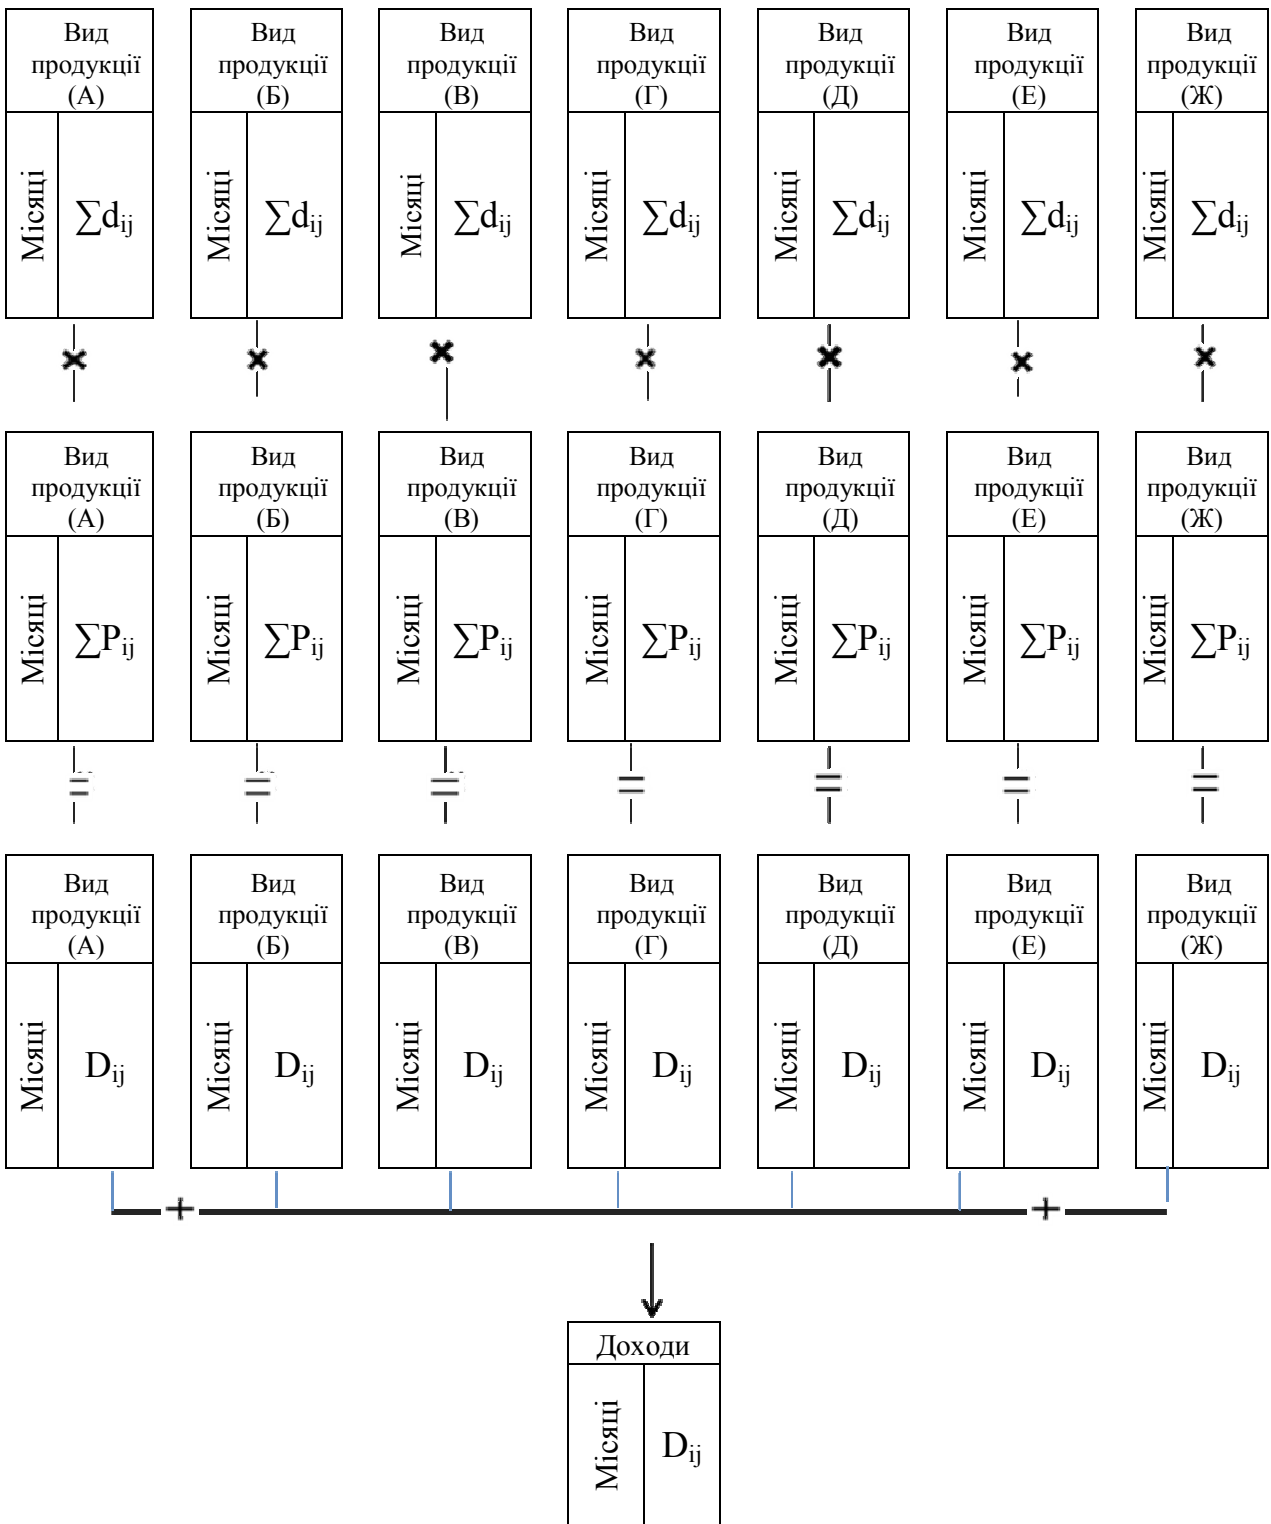 Вид
продукції
(А)
Місяці
∑dij
Вид
продукції
(Б)
Місяці
∑dij
Вид
продукції
(В)
Місяці
∑dij
Вид
продукції
(Г)
Місяці
∑dij
Вид
продукції
(Д)
Місяці
∑dij
Вид
продукції
(Е)
Місяці
∑dij
Вид
продукції
(Ж)
Місяці
∑dij
Вид
продукції
(А)
Місяці
∑Pij
Вид
продукції
(Б)
Місяці
∑Pij
Вид
продукції
(В)
Місяці
∑Pij
Вид
продукції
(Г)
Місяці
∑Pij
Вид
продукції
(Д)
Місяці
∑Pij
Вид
продукції
(Е)
Місяці
∑Pij
Вид
продукції
(Ж)
Місяці
∑Pij
Вид
продукції
(А)
Місяці
Dij
Вид
продукції
(Б)
Місяці
Dij
Вид
продукції
(В)
Місяці
Dij
Вид
продукції
(Г)
Місяці
Dij
Вид
продукції
(Д)
Місяці
Dij
Вид
продукції
(Е)
Місяці
Dij
Вид
продукції
(Ж)
Місяці
Dij
Доходи
Місяці
Dij